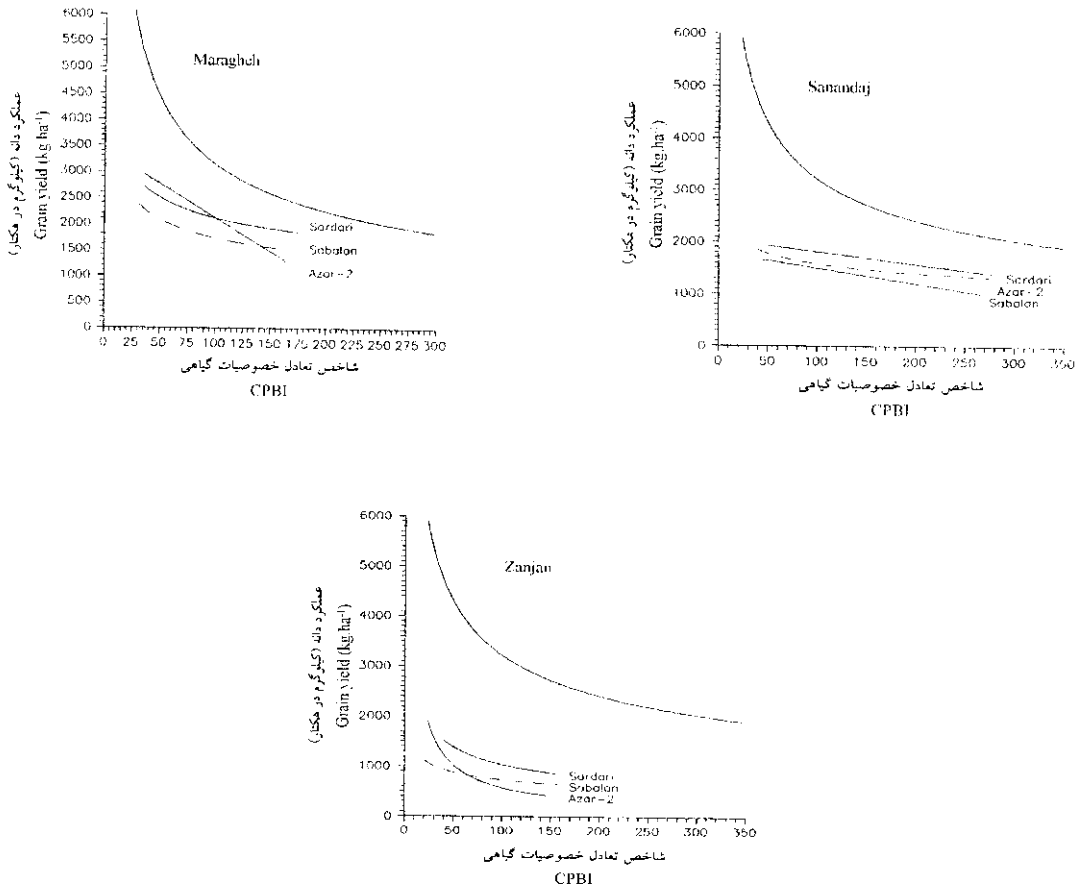 6000
5500
5000
4500
4000
3500
3000
2500
2000
1500
1000
500
0
Maragheh
Sardari
Sabalan
Azar-2
0 25 50 75 100 125 150 175 200 225 250 275 300
عملکرد دانه (کیلوگرم در هکتار)
Grain yield (kg.ha⁻¹)
شاخص تعادل خصوصیات گیاهی
CPBI
6000
5000
4000
3000
2000
1000
0
Sanandaj
Sardari
Azar-2
Sabalan
0 50 100 150 200 250 300 350
عملکرد دانه (کیلوگرم در هکتار)
Grain yield (kg.ha⁻¹)
شاخص تعادل خصوصیات گیاهی
CPBI
6000
5000
4000
3000
2000
1000
0
Zanjan
Sardari
Sabalan
Azar-2
0 50 100 150 200 250 300 350
عملکرد دانه (کیلوگرم در هکتار)
Grain yield (kg.ha⁻¹)
شاخص تعادل خصوصیات گیاهی
CPBI